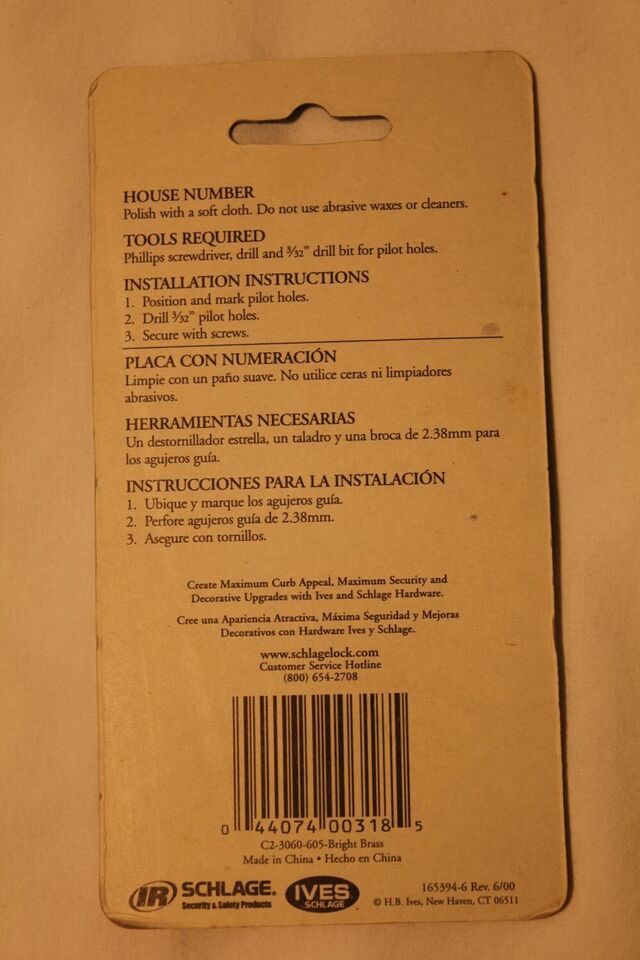 HOUSE NUMBER
Polish with a soft cloth. Do not use abrasive waxes or cleaners.
TOOLS REQUIRED
Phillips screwdriver, drill and 3/32" drill bit for pilot holes.
INSTALLATION INSTRUCTIONS
1. Position and mark pilot holes.
2. Drill 3/32" pilot holes.
3. Secure with screws.
PLACA CON NUMERACIÓN
Limpie con un paño suave. No utilice ceras ni limpiadores
abrasivos.
HERRAMIENTAS NECESARIAS
Un destornillador estrella, un taladro y una broca de 2.38mm para
los agujeros guía.
INSTRUCCIONES PARA LA INSTALACIÓN
1. Ubique y marque los agujeros guía.
2. Perfore agujeros guía de 2.38mm.
3. Asegure con tornillos.
Create Maximum Curb Appeal, Maximum Security and
Decorative Upgrades with Ives and Schlage Hardware.
Cree una Apariencia Atractiva, Máxima Seguridad y Mejoras
Decorativos con Hardware Ives y Schlage.
www.schlagelock.com
Customer Service Hotline
(800) 654-2708
0 44074 00318 5
C2-3060-605-Bright Brass
Made in China • Hecho en China
IR SCHLAGE.
Security & Safety Products
IVES
SCHLAGE
165394-6 Rev. 6/00
© H.B. Ives, New Haven, CT 06511